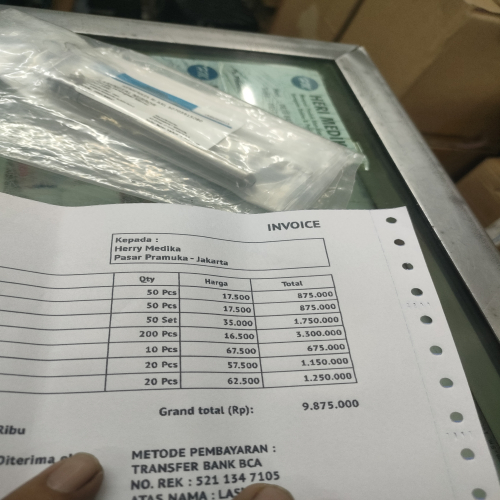 HERI MEDI
INVOICE
Kepada :
Herry Medika
Pasar Pramuka - Jakarta
Qty Harga Total
50 Pcs 17.500 875.000
50 Pcs 17.500 875.000
50 Set 35.000 1.750.000
200 Pcs 16.500 3.300.000
10 Pcs 67.500 675.000
20 Pcs 57.500 1.150.000
20 Pcs 62.500 1.250.000
Grand total (Rp): 9.875.000
Ribu
Diterima
METODE PEMBAYARAN :
TRANSFER BANK BCA
NO. REK : 521 134 7105
ATAS NAMA :